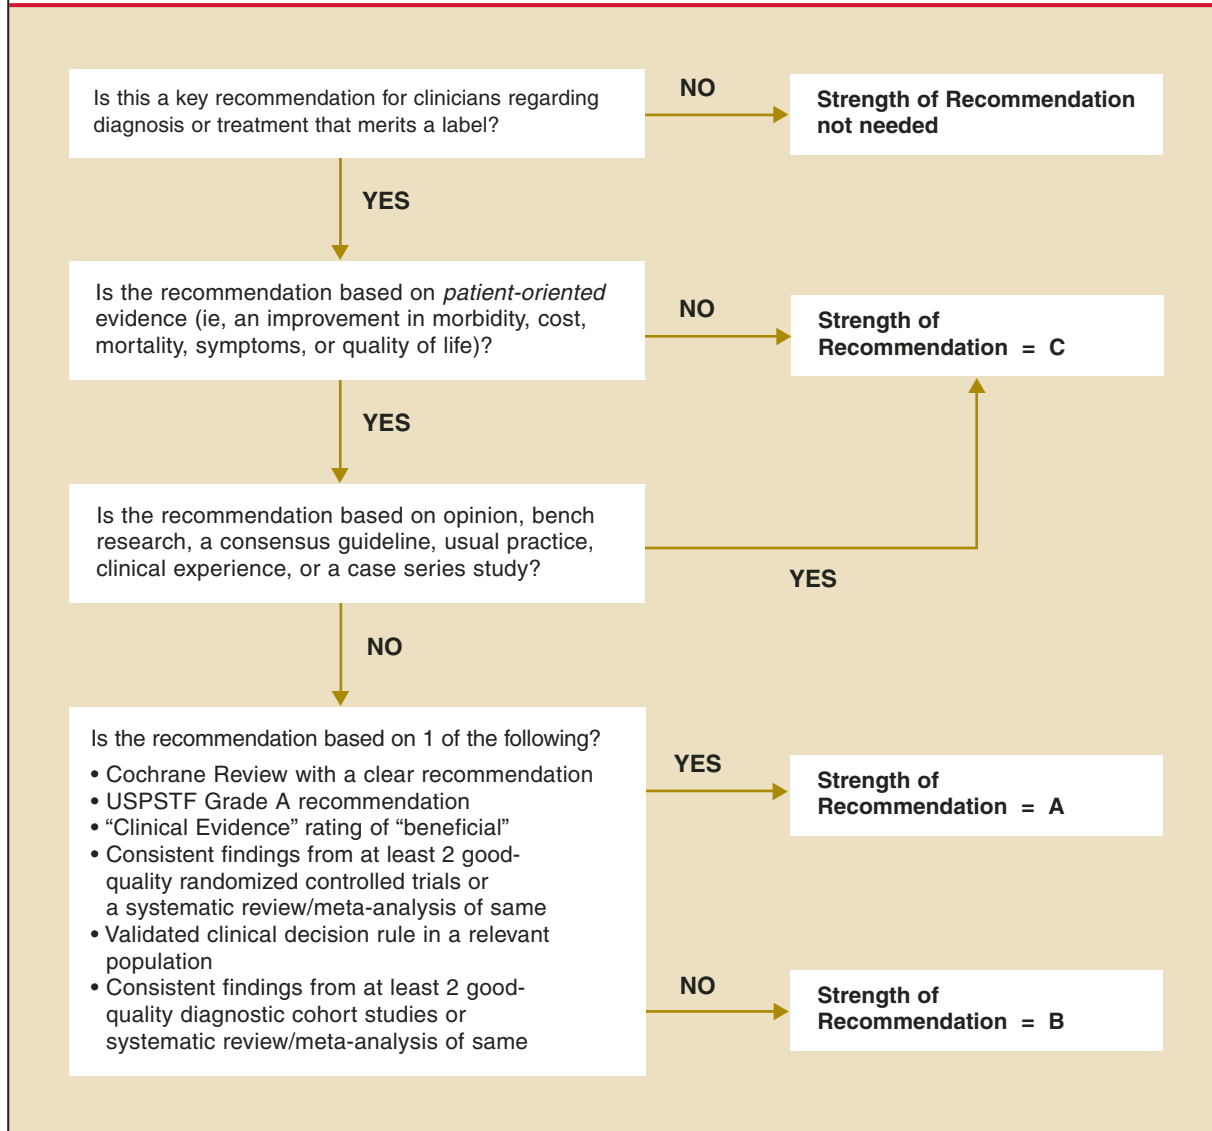 Is this a key recommendation for clinicians regarding
diagnosis or treatment that merits a label?
NO
Strength of Recommendation
not needed
YES
Is the recommendation based on patient-oriented
evidence (ie, an improvement in morbidity, cost,
mortality, symptoms, or quality of life)?
NO
Strength of
Recommendation = C
YES
Is the recommendation based on opinion, bench
research, a consensus guideline, usual practice,
clinical experience, or a case series study?
YES
NO
Is the recommendation based on 1 of the following?
• Cochrane Review with a clear recommendation
• USPSTF Grade A recommendation
• “Clinical Evidence” rating of “beneficial”
• Consistent findings from at least 2 good-
quality randomized controlled trials or
a systematic review/meta-analysis of same
• Validated clinical decision rule in a relevant
population
• Consistent findings from at least 2 good-
quality diagnostic cohort studies or
systematic review/meta-analysis of same
YES
Strength of
Recommendation = A
NO
Strength of
Recommendation = B